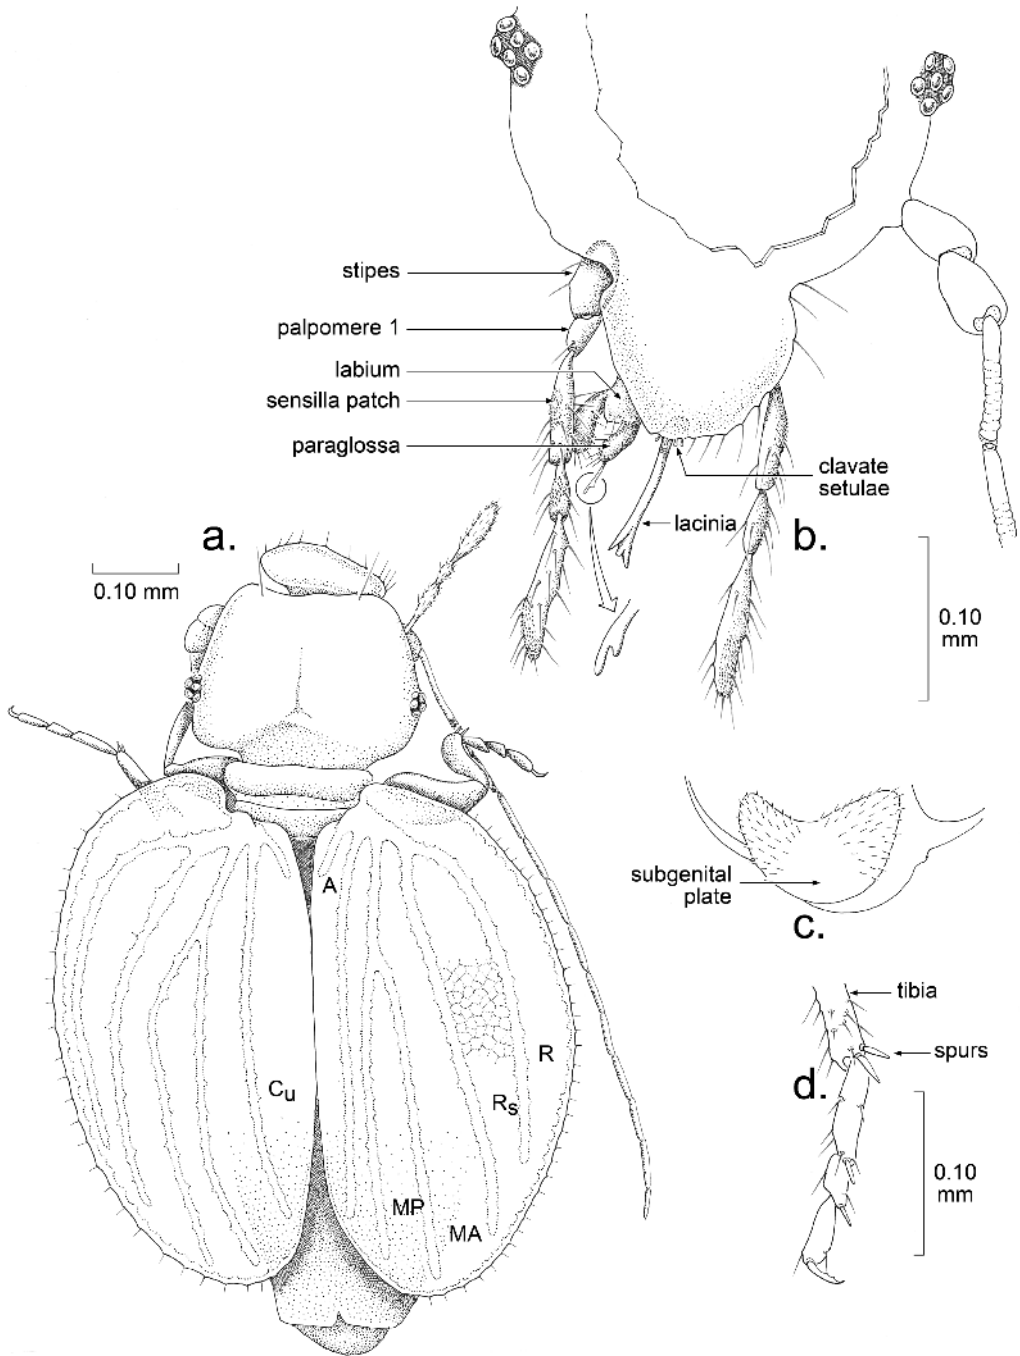 stipes
palpomere 1
labium
sensilla patch
paraglossa
clavate
setulae
lacinia
a.
b.
0.10 mm
0.10
mm
A
R
Cu
Rs
MP
MA
subgenital
plate
c.
tibia
spurs
d.
0.10
mm